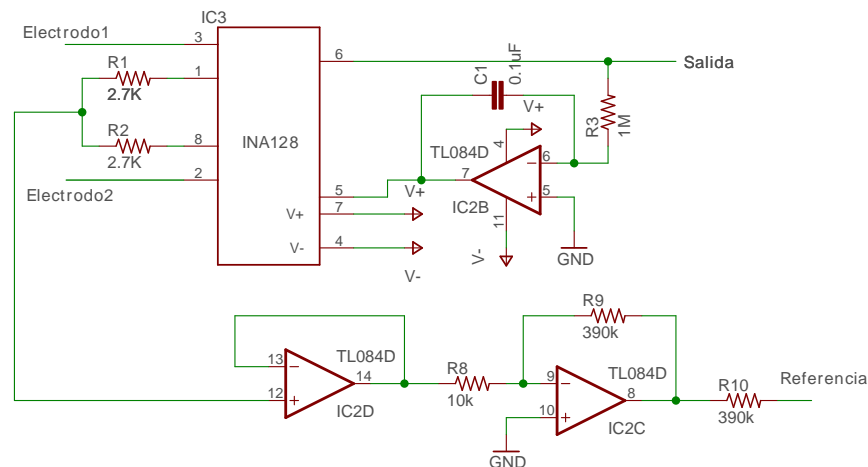 IC3
Electrodo1
3
6
Salida
R1
2.7K
1
C1
0.1uF
V+
R3
1M
R2
2.7K
8
INA128
TL084D
4
6
7
5
IC2B
11
Electrodo2
2
5
V+
V+
7
V-
4
V-
V-
GND
R9
390k
13
TL084D
14
12
IC2D
R8
10k
TL084D
9
8
10
IC2C
R10
390k
Referencia
GND